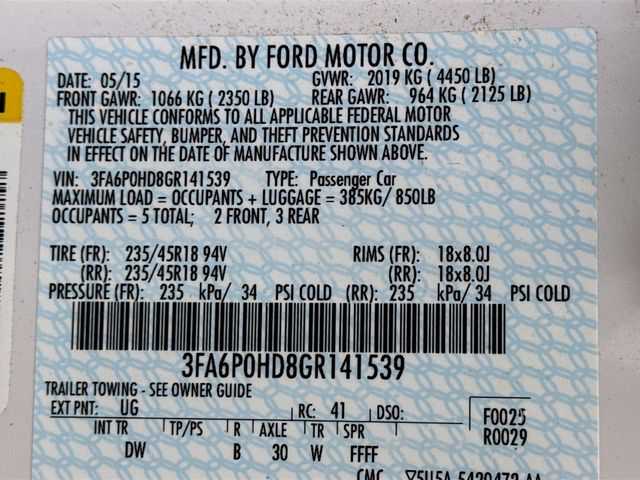 MFD. BY FORD MOTOR CO.
DATE: 05/15 GVWR: 2019 KG ( 4450 LB)
FRONT GAWR: 1066 KG ( 2350 LB) REAR GAWR: 964 KG ( 2125 LB)
THIS VEHICLE CONFORMS TO ALL APPLICABLE FEDERAL MOTOR
VEHICLE SAFETY, BUMPER, AND THEFT PREVENTION STANDARDS
IN EFFECT ON THE DATE OF MANUFACTURE SHOWN ABOVE.
VIN: 3FA6P0HD8GR141539 TYPE: Passenger Car
MAXIMUM LOAD = OCCUPANTS + LUGGAGE = 385KG/ 850LB
OCCUPANTS = 5 TOTAL; 2 FRONT, 3 REAR
TIRE (FR): 235/45R18 94V RIMS (FR): 18x8.0J
(RR): 235/45R18 94V (RR): 18x8.0J
PRESSURE (FR): 235 kPa/ 34 PSI COLD (RR): 235 kPa/ 34 PSI COLD
3FA6P0HD8GR141539
TRAILER TOWING - SEE OWNER GUIDE
EXT PNT: UG RC: 41 DSO: F0025
R0029
INT TR TP/PS R AXLE TR SPR
DW B 30 W FFFF